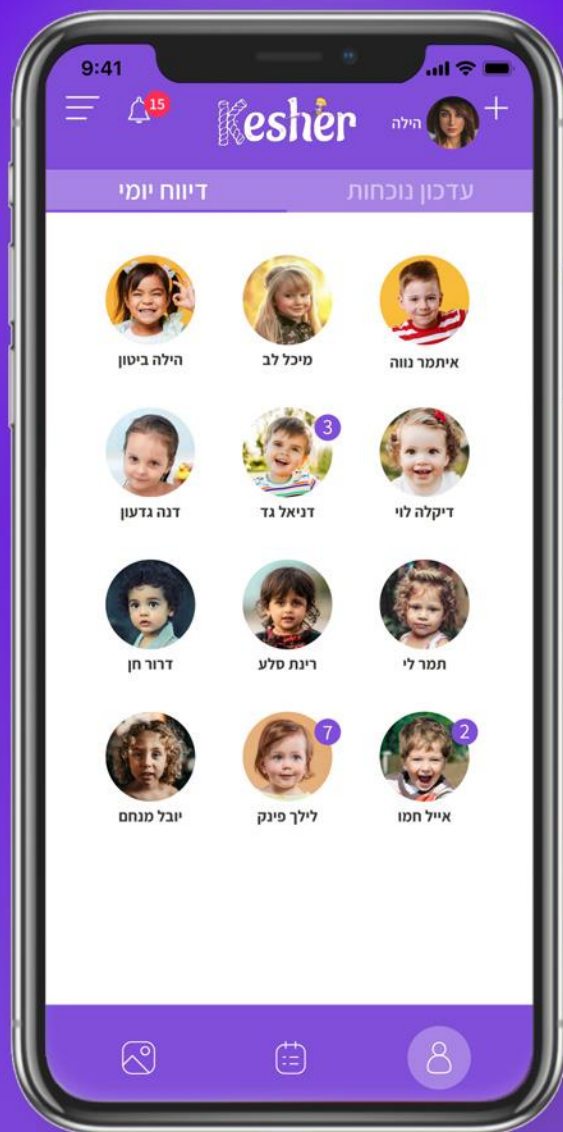 9:41
15
Kesher
הילה
עדכון נוכחות
דיווח יומי
איתמר נווה
מיכל לב
הילה ביטון
דיקלה לוי
3
דניאל גד
דנה גדעון
תמר לי
רינת סלע
דרור חן
2
אייל חמו
7
לילך פינק
יובל מנחם